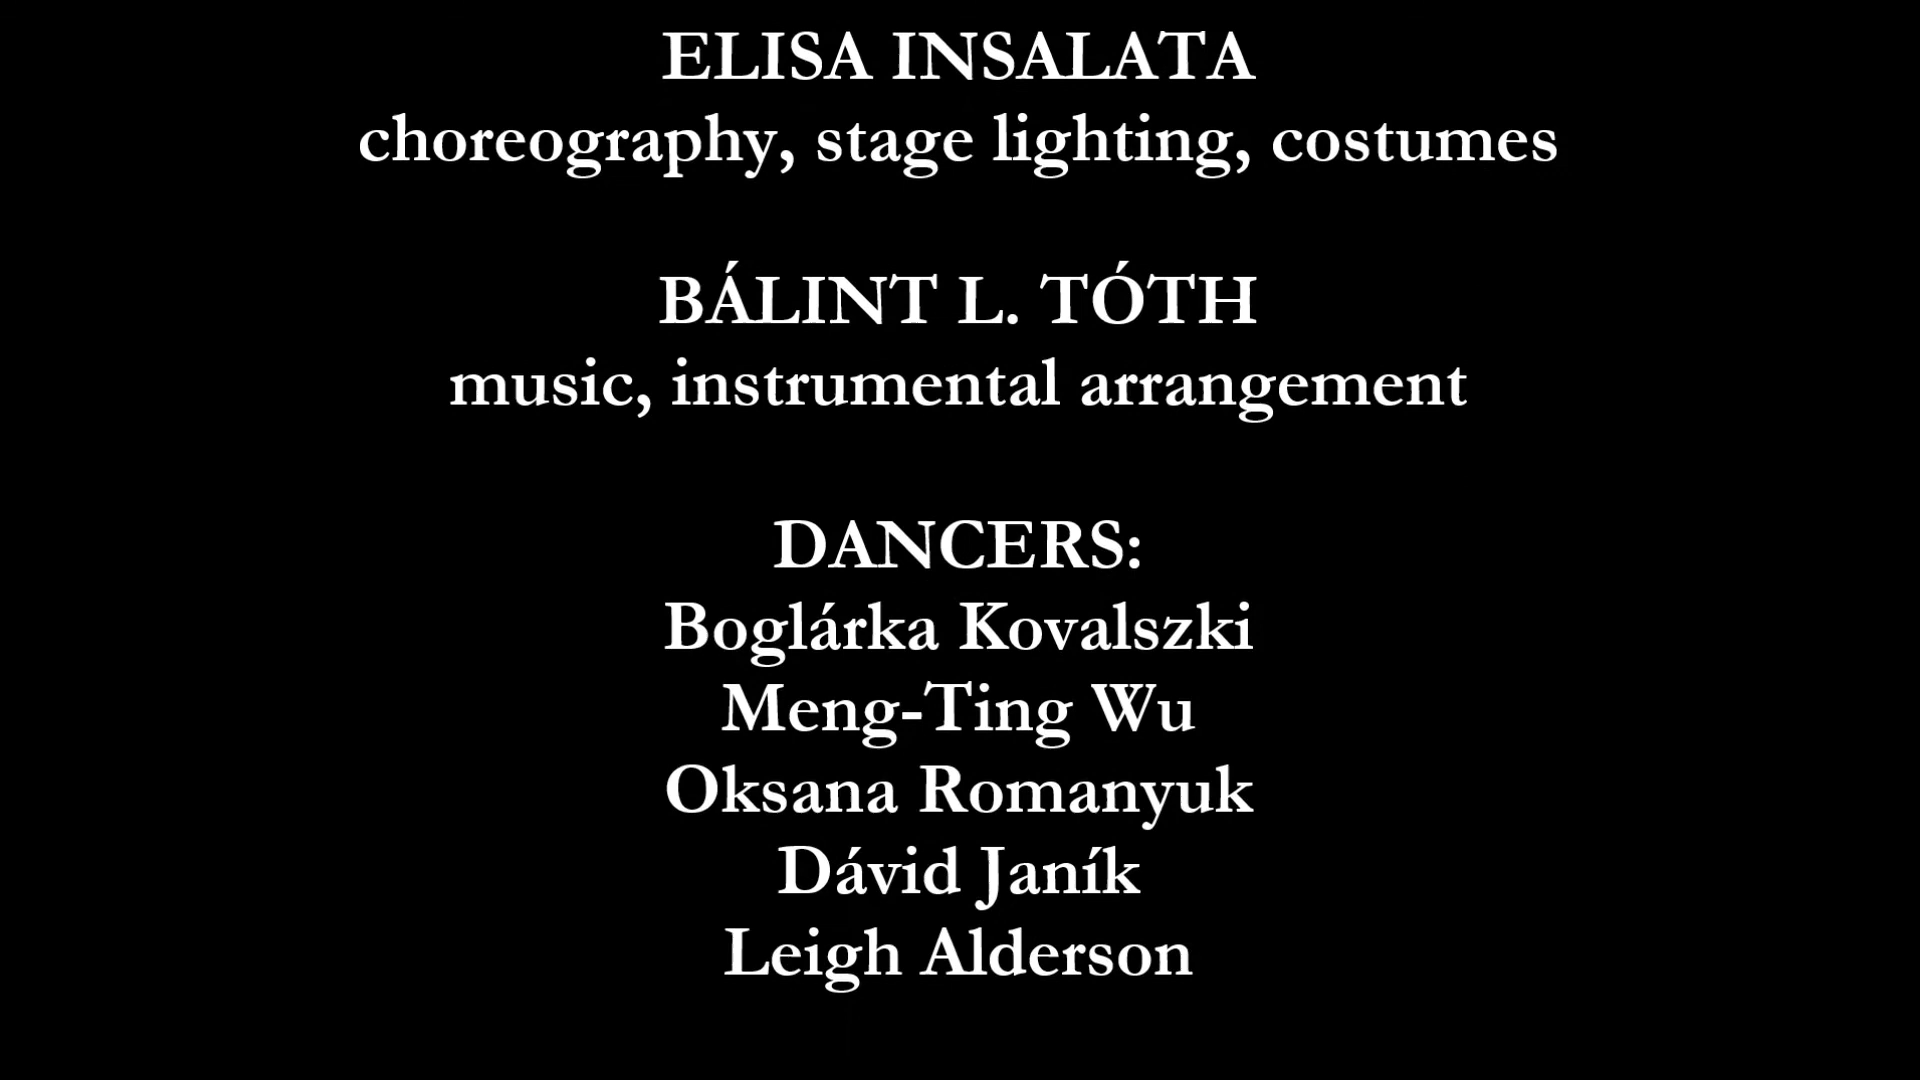 ELISA INSALATA
choreography, stage lighting, costumes
BÁLINT L. TÓTH
music, instrumental arrangement
DANCERS:
Boglárka Kovalszki
Meng-Ting Wu
Oksana Romanyuk
Dávid Janík
Leigh Alderson